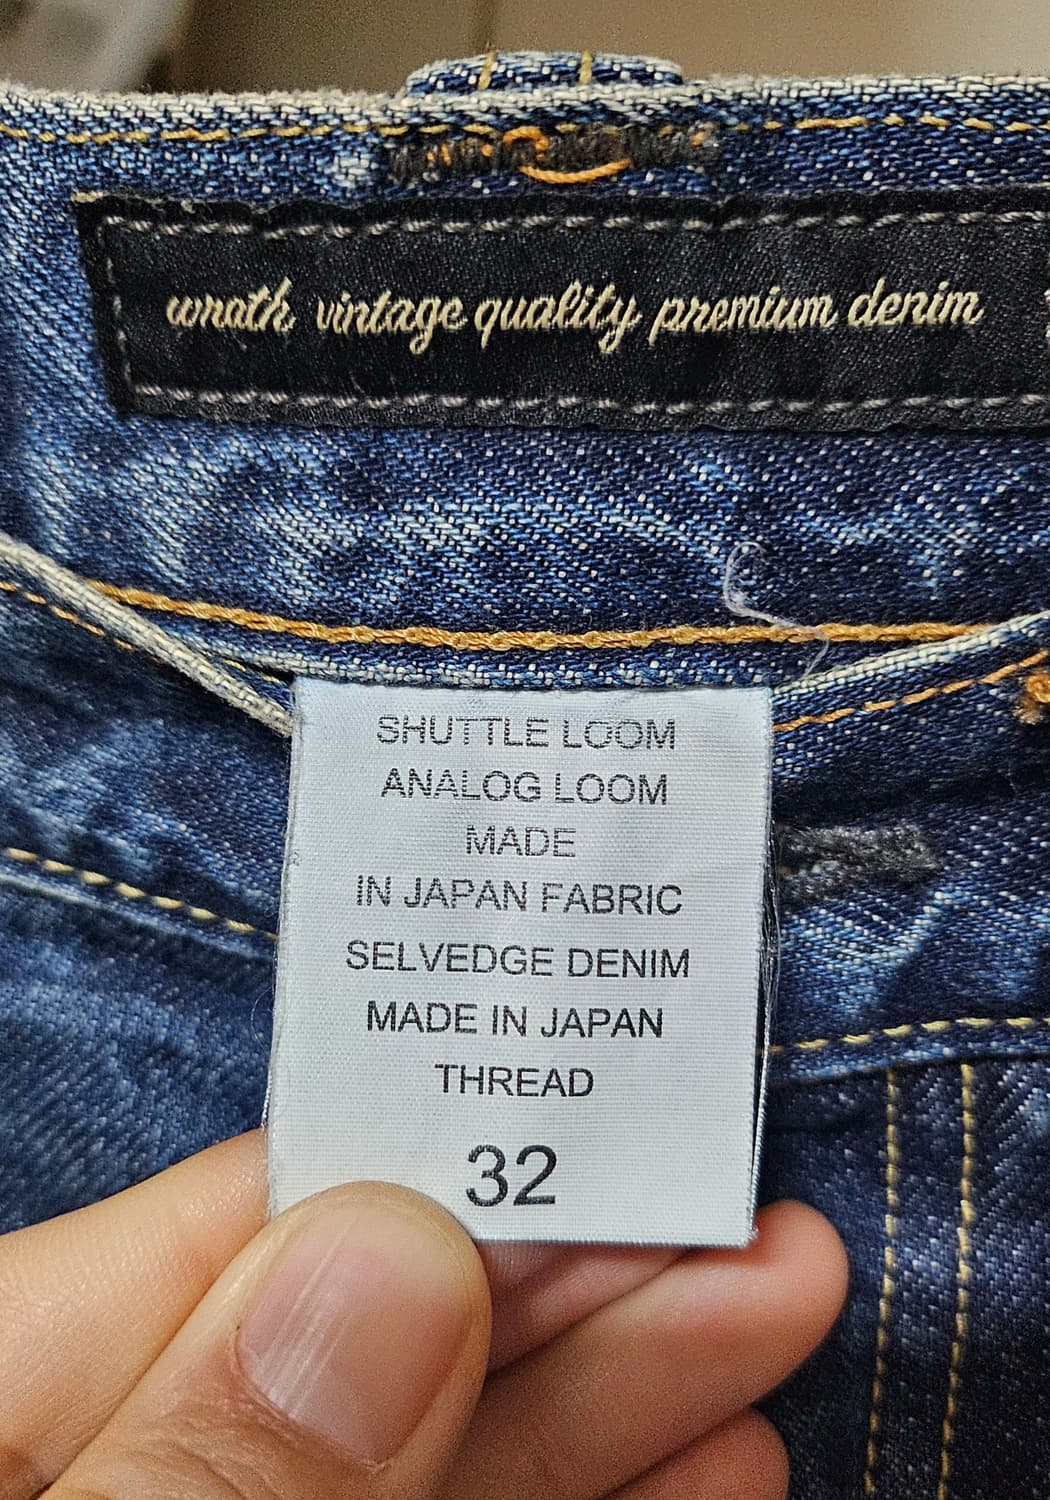 wrath vintage quality premium denim
SHUTTLE LOOM
ANALOG LOOM
MADE
IN JAPAN FABRIC
SELVEDGE DENIM
MADE IN JAPAN
THREAD
32